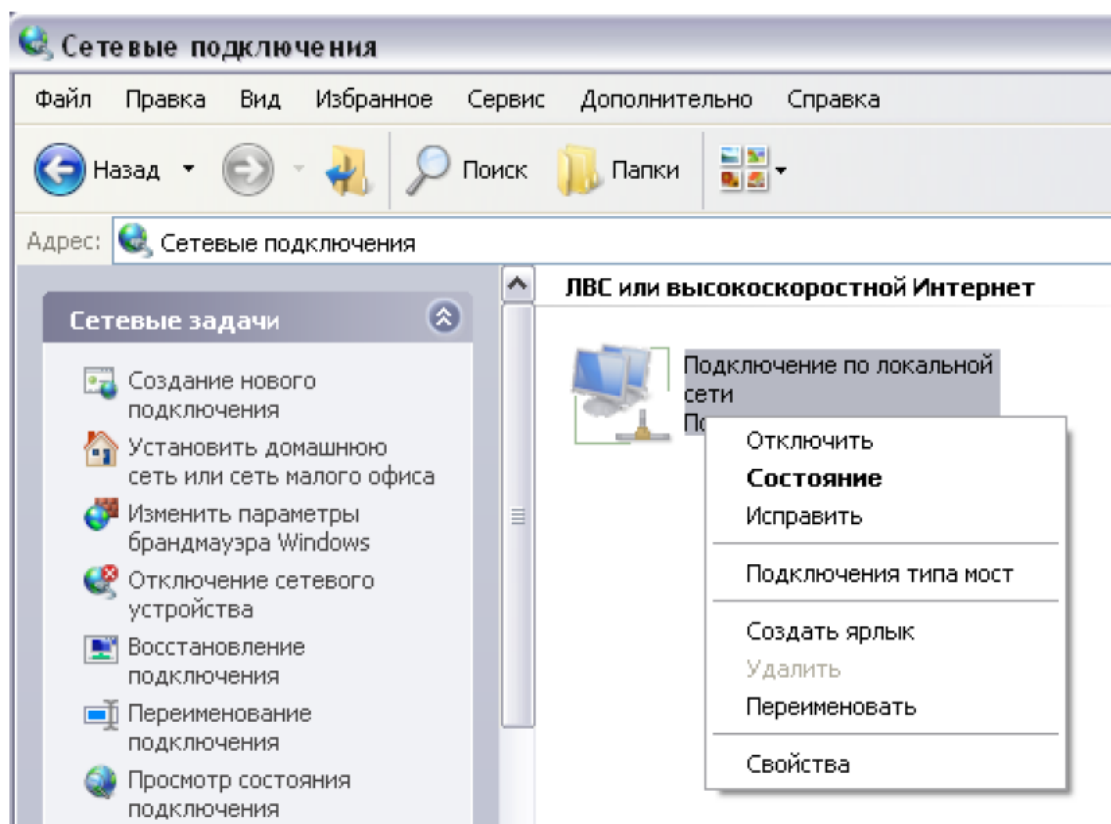 Сетевые подключения
Файл Правка Вид Избранное Сервис Дополнительно Справка
Назад Поиск Папки
Адрес: Сетевые подключения
Сетевые задачи
Создание нового
подключения
Установить домашнюю
сеть или сеть малого офиса
Изменить параметры
брандмауэра Windows
Отключение сетевого
устройства
Восстановление
подключения
Переименование
подключения
Просмотр состояния
подключения
ЛВС или высокоскоростной Интернет
Подключение по локальной
сети
Отключить
Состояние
Исправить
Подключения типа мост
Создать ярлык
Удалить
Переименовать
Свойства